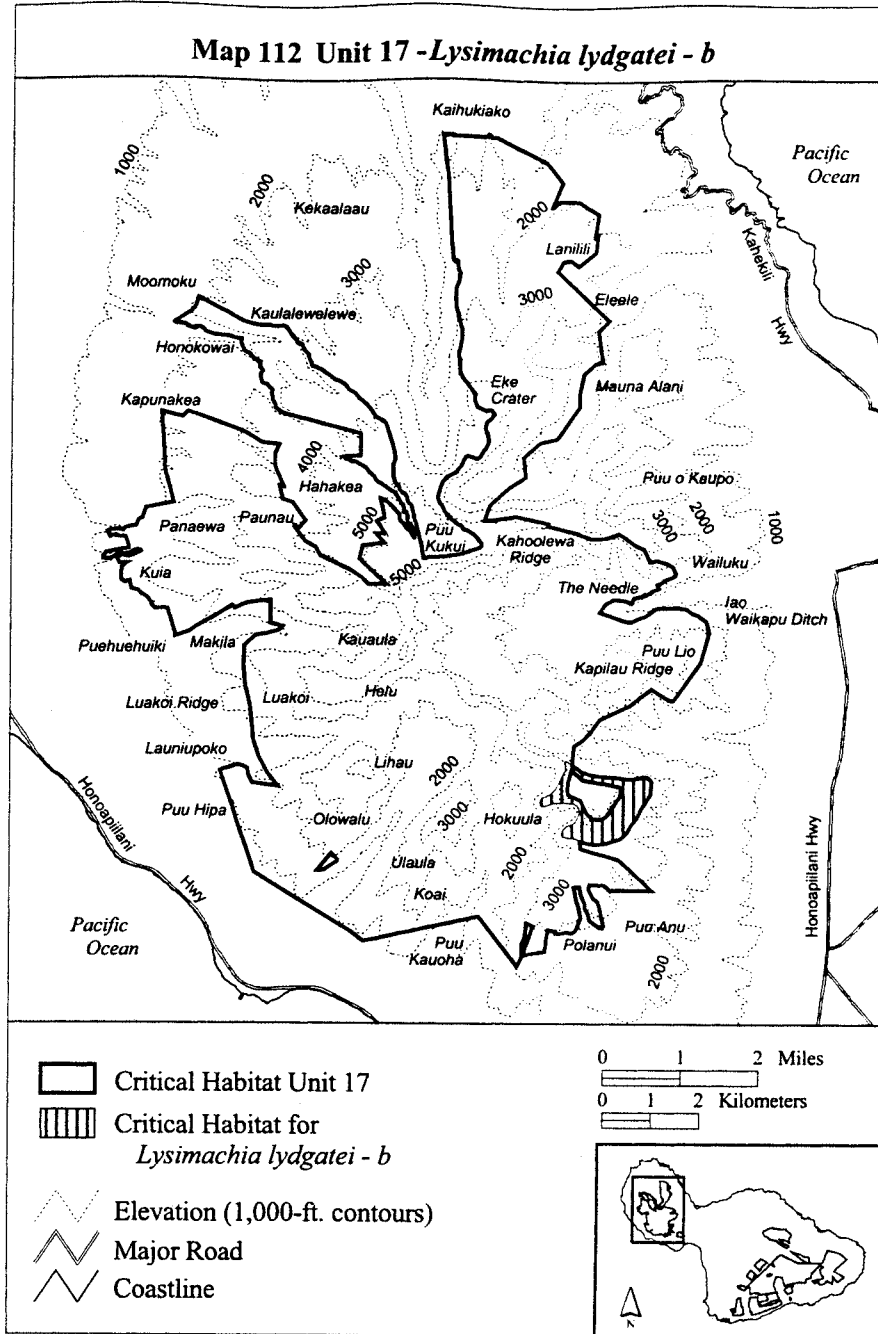 Map 112 Unit 17 - Lysimachia lydgatei - b
Kaihukiako
Pacific
Ocean
1000
2000
Kekaalaau
2000
Lanilili
Kahekili
Hwy
3000
3000
Moomoku
Kaulalewelewe
Eleele
Honokowai
Eke
Crater
Mauna Alani
Kapunakea
4000
Hahakea
Puu o Kaupo
5000
Panaewa
Paunau
Puu
Kukui
Kahoolewa
Ridge
3000
2000
1000
Wailuku
Kuia
5000
The Needle
Iao
Waikapu Ditch
Puehuehuiki
Makila
Kauaula
Puu Lio
Kapilau Ridge
Luakoi Ridge
Luakoi
Helu
Launiupoko
Lihau
2000
Honoapiilani
Hwy
Puu Hipa
Olowalu
3000
Hokuula
Ulaula
2000
Koai
3000
Honoapiilani Hwy
Pacific
Ocean
Puu
Kauoha
Polanui
Puu Anu
2000
Critical Habitat Unit 17
Critical Habitat for
Lysimachia lydgatei - b
Elevation (1,000-ft. contours)
Major Road
Coastline
0 1 2 Miles
0 1 2 Kilometers
N